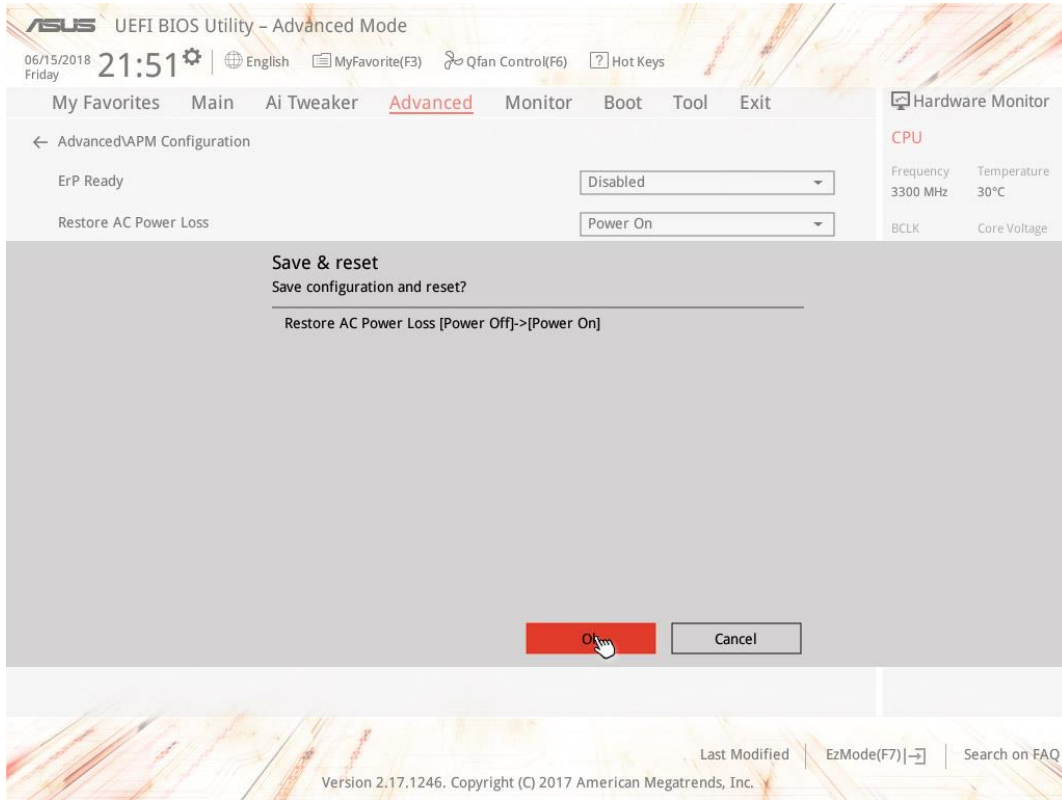 ASUS UEFI BIOS Utility – Advanced Mode
06/15/2018
Friday
21:51
English MyFavorite(F3) Qfan Control(F6) ? Hot Keys
My Favorites Main Ai Tweaker Advanced Monitor Boot Tool Exit
Hardware Monitor
← Advanced\APM Configuration
CPU
ErP Ready Disabled
Frequency Temperature
3300 MHz 30°C
Restore AC Power Loss Power On
BCLK Core Voltage
Save & reset
Save configuration and reset?
Restore AC Power Loss [Power Off]->[Power On]
Cancel
Last Modified EzMode(F7) Search on FAQ
Version 2.17.1246. Copyright (C) 2017 American Megatrends, Inc.